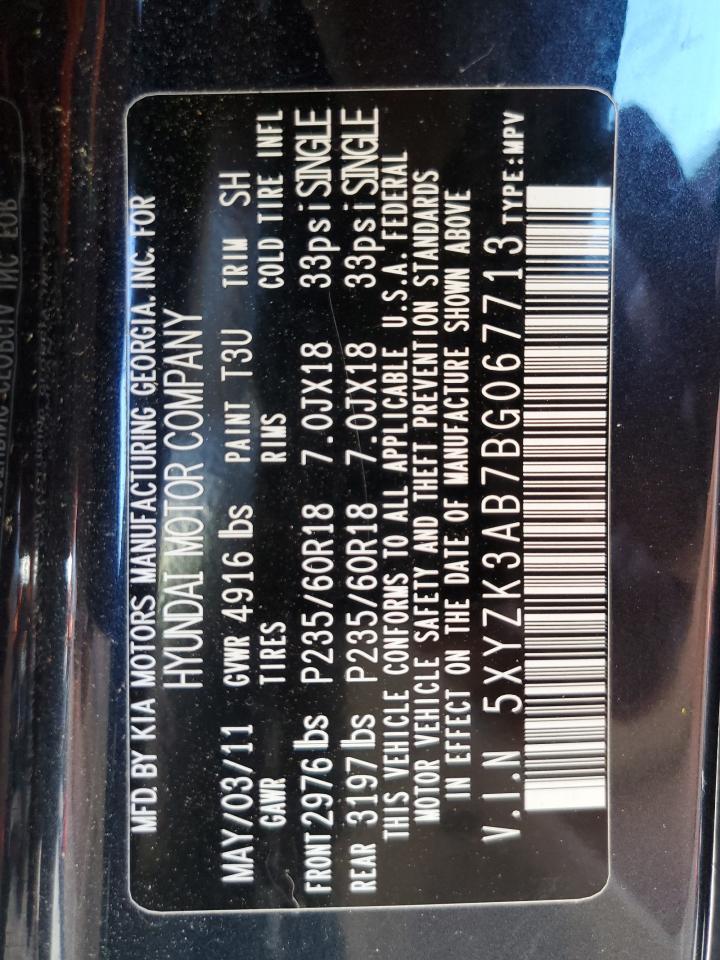 MFD. BY KIA MOTORS MANUFACTURING GEORGIA. INC. FOR
HYUNDAI MOTOR COMPANY
MAY/03/11 GVWR 4916 lbs PAINT T3U TRIM SH
GAWR TIRES RIMS COLD TIRE INFL
FRONT 2976 lbs P235/60R18 7.0JX18 33psi SINGLE
REAR 3197 lbs P235/60R18 7.0JX18 33psi SINGLE
THIS VEHICLE CONFORMS TO ALL APPLICABLE U.S.A. FEDERAL
MOTOR VEHICLE SAFETY AND THEFT PREVENTION STANDARDS
IN EFFECT ON THE DATE OF MANUFACTURE SHOWN ABOVE
V.I.N 5XYZK3AB7BG067713 TYPE:MPV